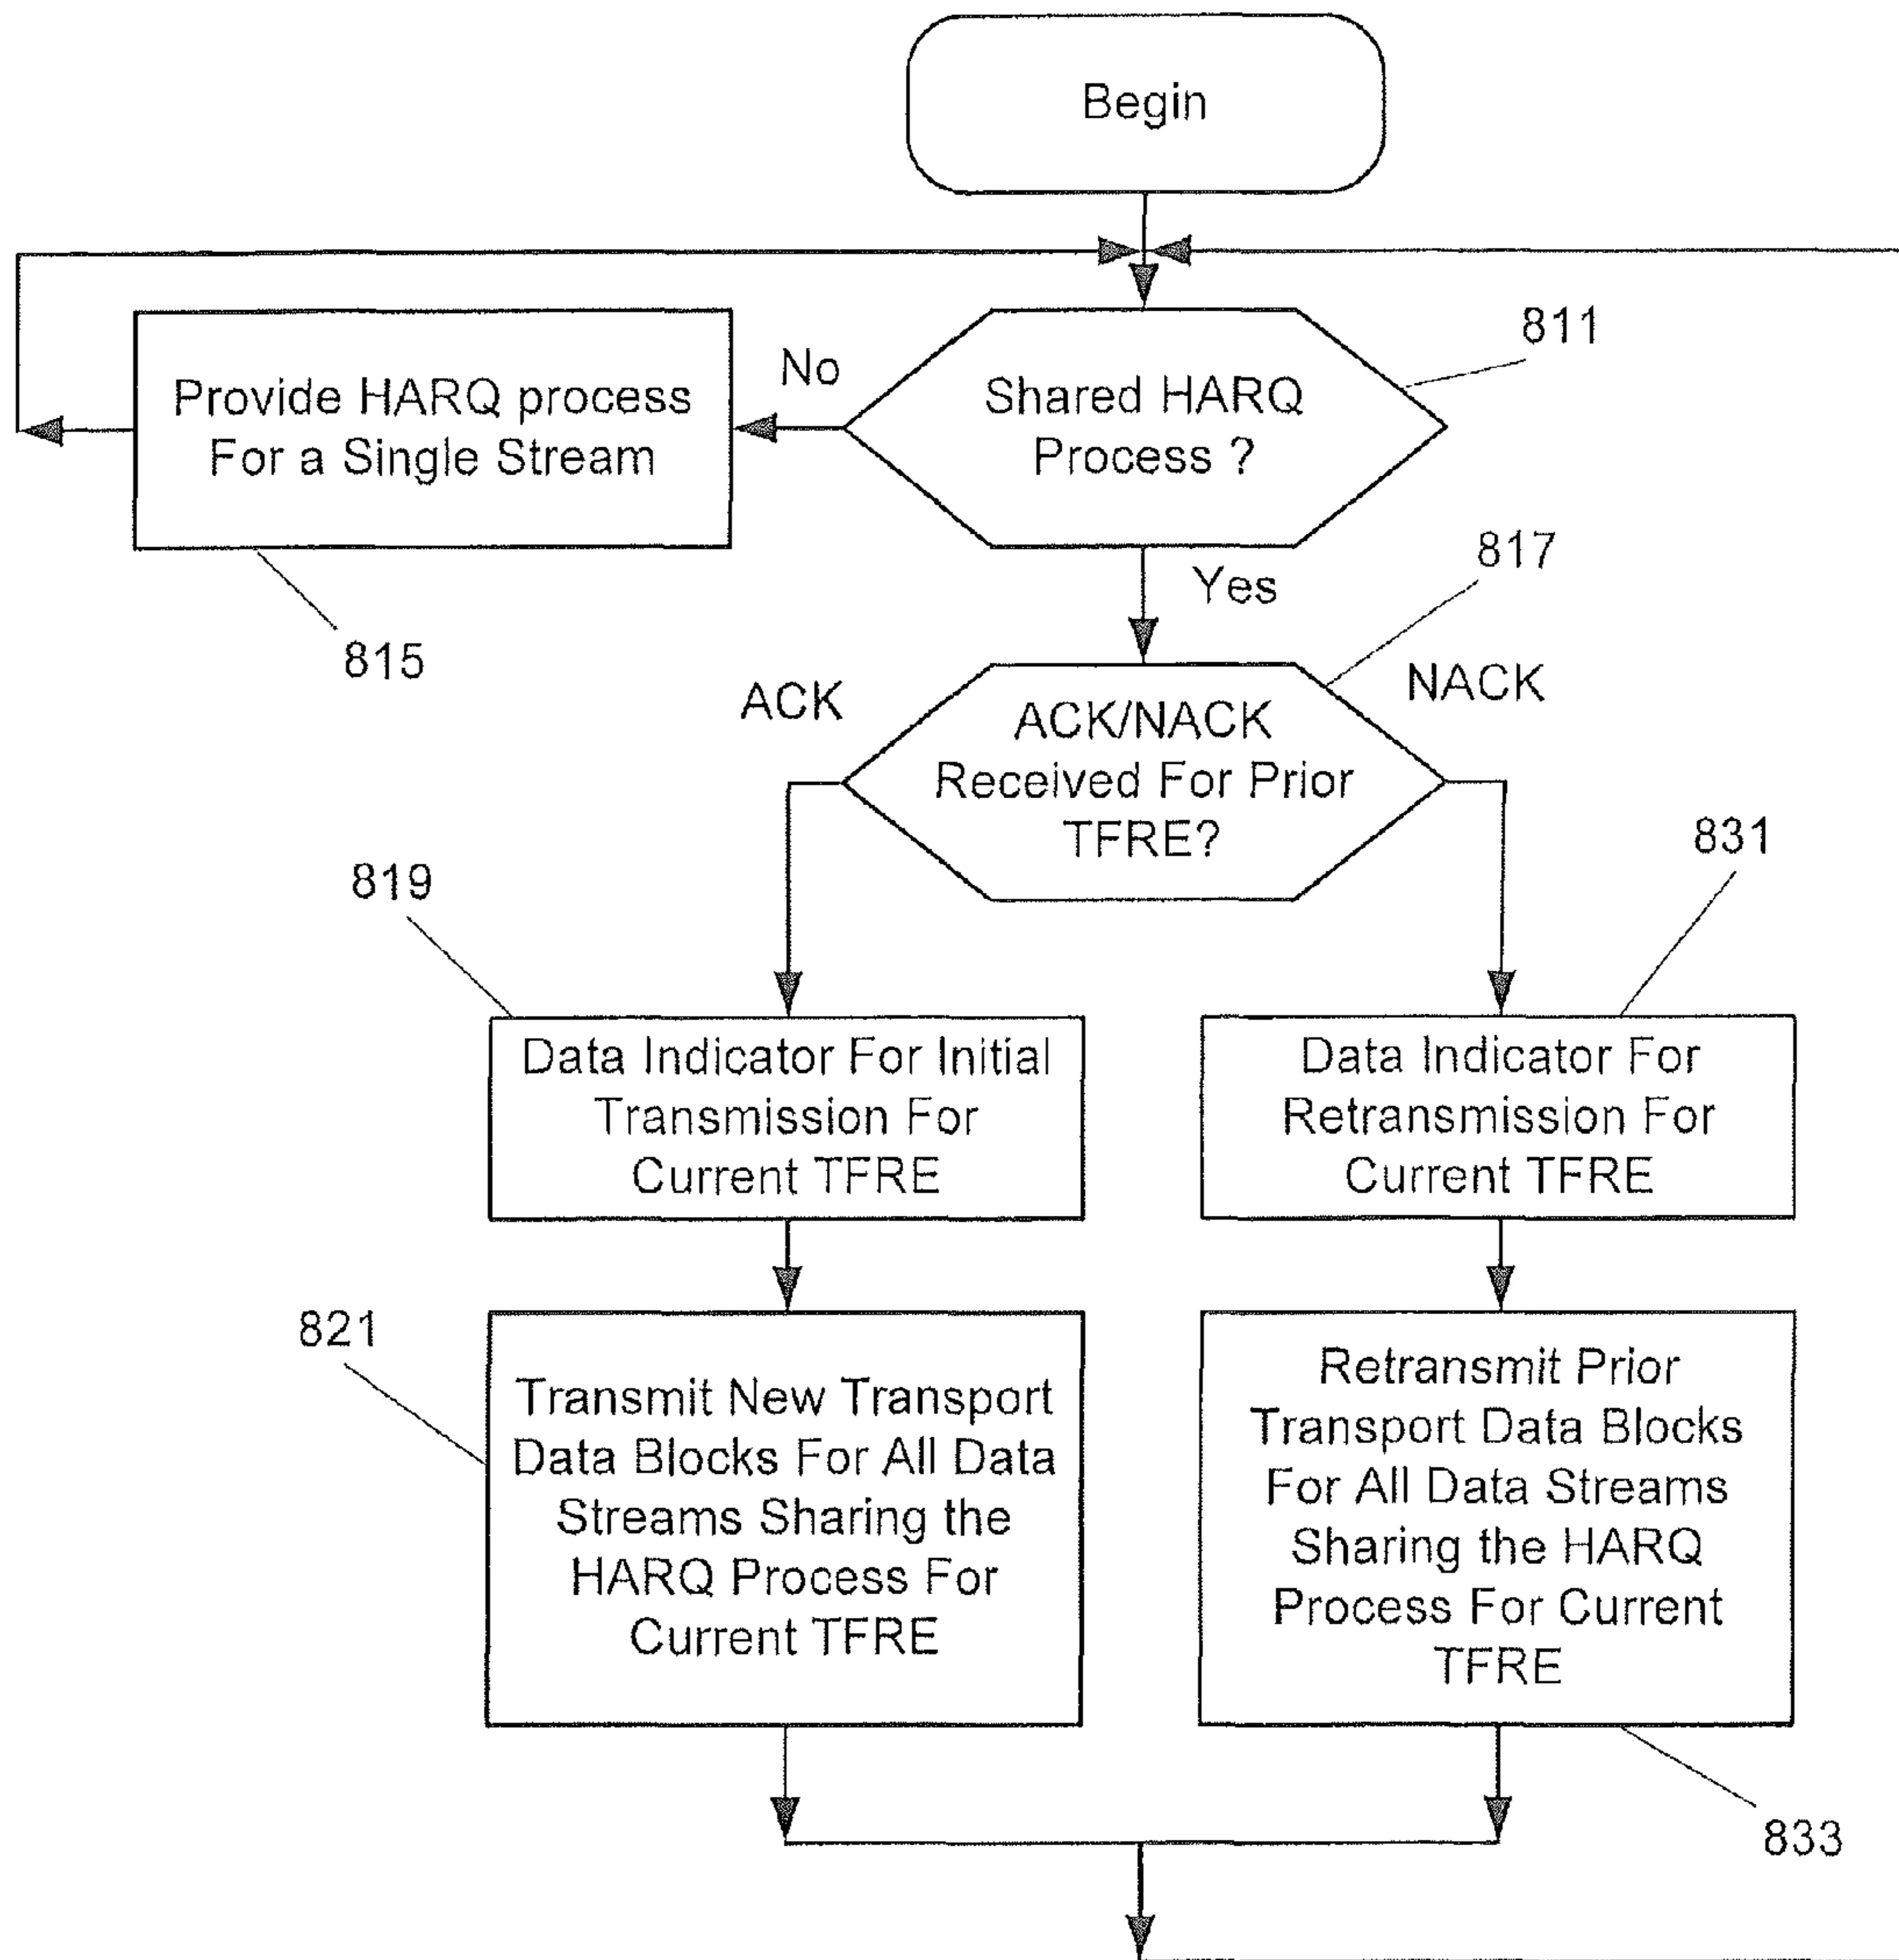 Begin
811
No
Provide HARQ process
For a Single Stream
Shared HARQ
Process ?
815
Yes
817
ACK
NACK
ACK/NACK
Received For Prior
TFRE?
819
831
Data Indicator For Initial
Transmission For
Current TFRE
Data Indicator For
Retransmission For
Current TFRE
821
Transmit New Transport
Data Blocks For All Data
Streams Sharing the
HARQ Process For
Current TFRE
Retransmit Prior
Transport Data Blocks
For All Data Streams
Sharing the HARQ
Process For Current
TFRE
833